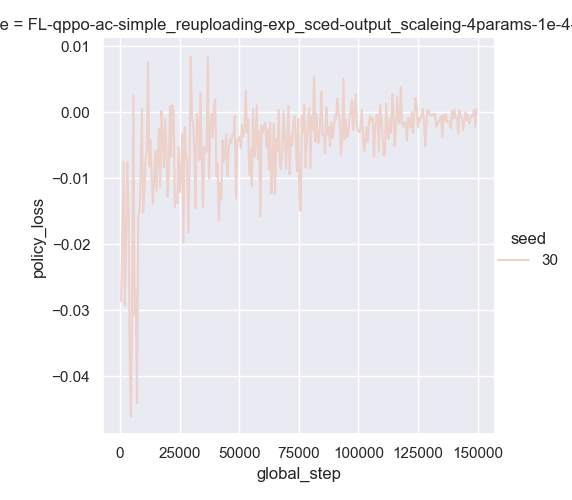 e = FL-qppo-ac-simple_reuploading-exp_sced-output_scaleing-4params-1e-4-
0.01
0.00
−0.01
−0.02
−0.03
−0.04
policy_loss
0 25000 50000 75000 100000 125000 150000
global_step
seed
30